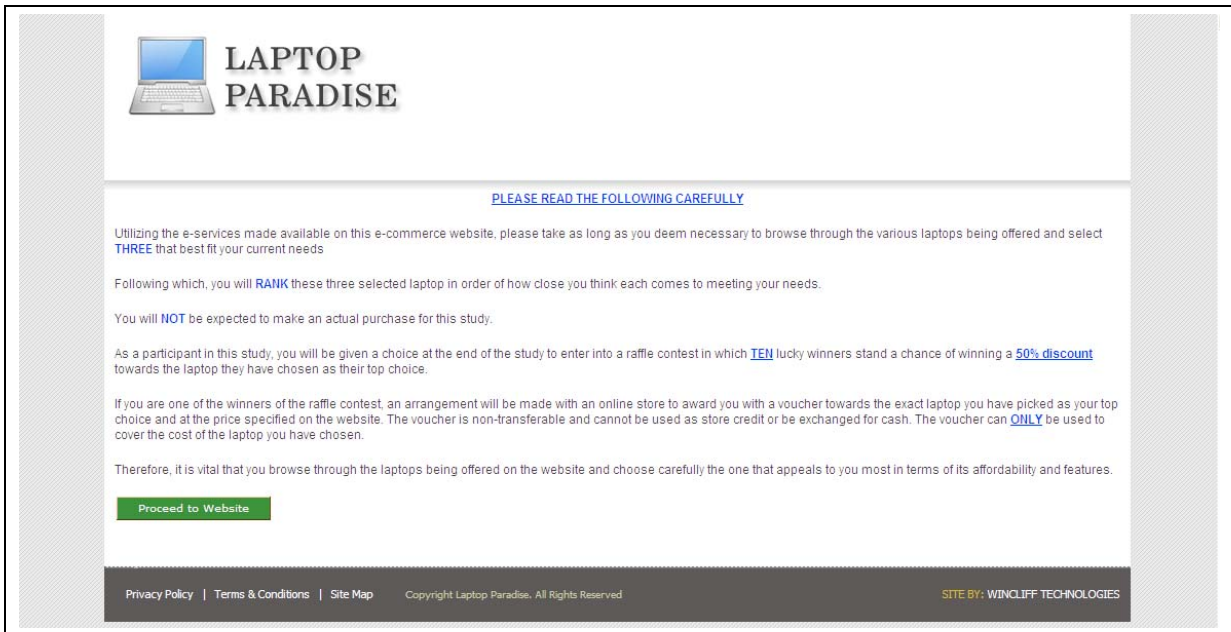 LAPTOP
PARADISE
PLEASE READ THE FOLLOWING CAREFULLY
Utilizing the e-services made available on this e-commerce website, please take as long as you deem necessary to browse through the various laptops being offered and select
THREE that best fit your current needs
Following which, you will RANK these three selected laptop in order of how close you think each comes to meeting your needs.
You will NOT be expected to make an actual purchase for this study.
As a participant in this study, you will be given a choice at the end of the study to enter into a raffle contest in which TEN lucky winners stand a chance of winning a 50% discount
towards the laptop they have chosen as their top choice.
If you are one of the winners of the raffle contest, an arrangement will be made with an online store to award you with a voucher towards the exact laptop you have picked as your top
choice and at the price specified on the website. The voucher is non-transferable and cannot be used as store credit or be exchanged for cash. The voucher can ONLY be used to
cover the cost of the laptop you have chosen.
Therefore, it is vital that you browse through the laptops being offered on the website and choose carefully the one that appeals to you most in terms of its affordability and features.
Proceed to Website
Privacy Policy | Terms & Conditions | Site Map Copyright Laptop Paradise. All Rights Reserved SITE BY: WINCLIFF TECHNOLOGIES